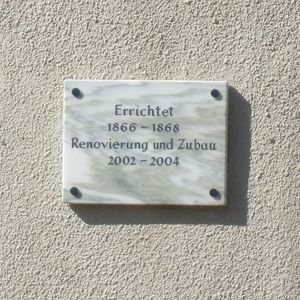 Errichtet
1866 – 1868
Renovierung und Zubau
2002 – 2004